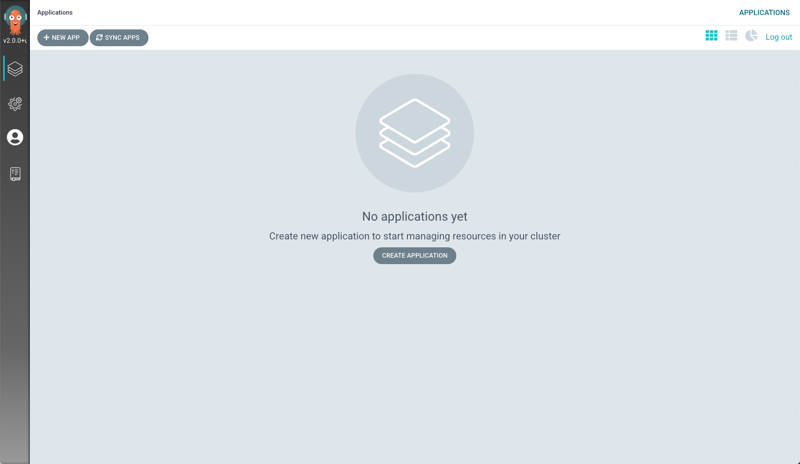 Applications
APPLICATIONS
v2.0.0+
NEW APP
SYNC APPS
Log out
No applications yet
Create new application to start managing resources in your cluster
CREATE APPLICATION